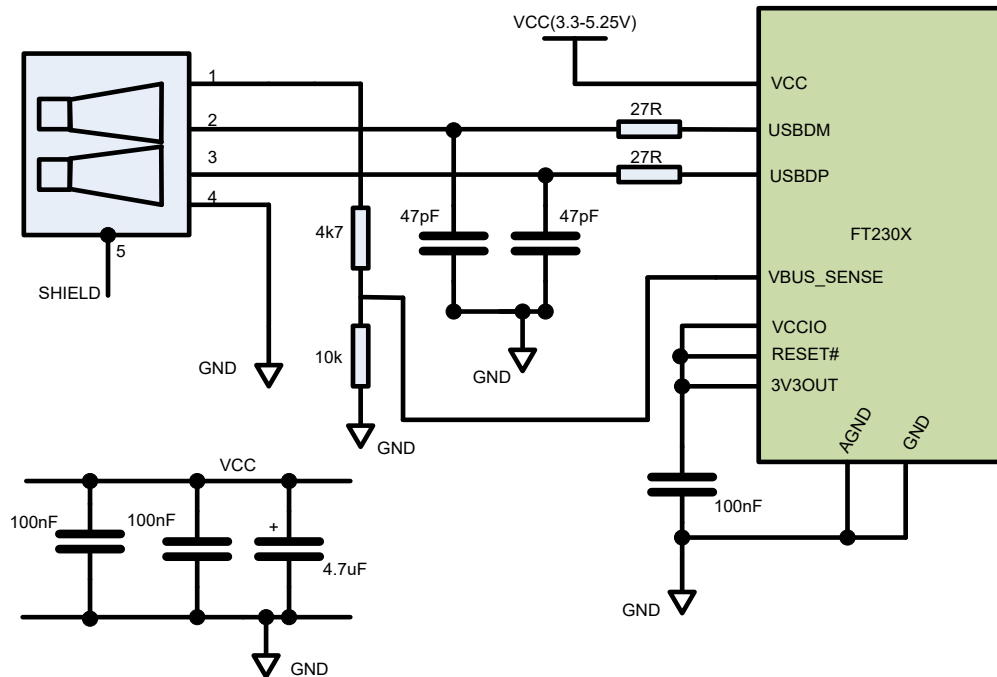 VCC(3.3-5.25V)
1
VCC
27R
2
USBDM
27R
3
USBDP
4
47pF
47pF
4k7
FT230X
5
VBUS_SENSE
SHIELD
VCCIO
10k
RESET#
GND
GND
3V3OUT
AGND
GND
GND
VCC
100nF
100nF
100nF
+
4.7uF
GND
GND